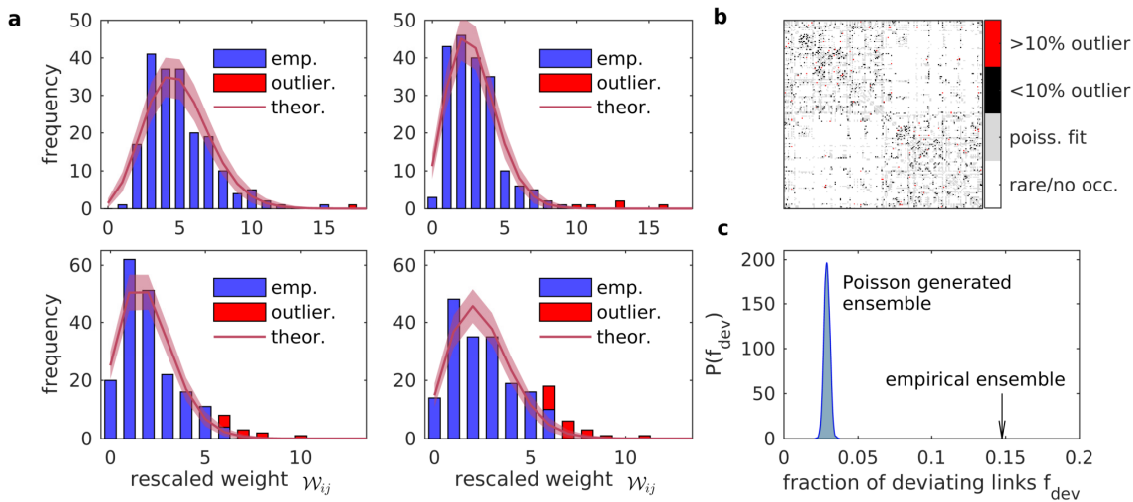 a
50
40
30
20
10
0
frequency
emp.
outlier.
theor.
0
5
10
15
50
40
30
20
10
0
emp.
outlier.
theor.
0
5
10
15
60
40
20
0
frequency
emp.
outlier.
theor.
0
5
10
rescaled weight 𝒲ij
60
40
20
0
emp.
outlier.
theor.
0
5
10
rescaled weight 𝒲ij
b
>10% outlier
<10% outlier
poiss. fit
rare/no occ.
c
200
150
100
50
0
P(fdev)
Poisson generated
ensemble
empirical ensemble
0
0.05
0.1
0.15
0.2
fraction of deviating links fdev